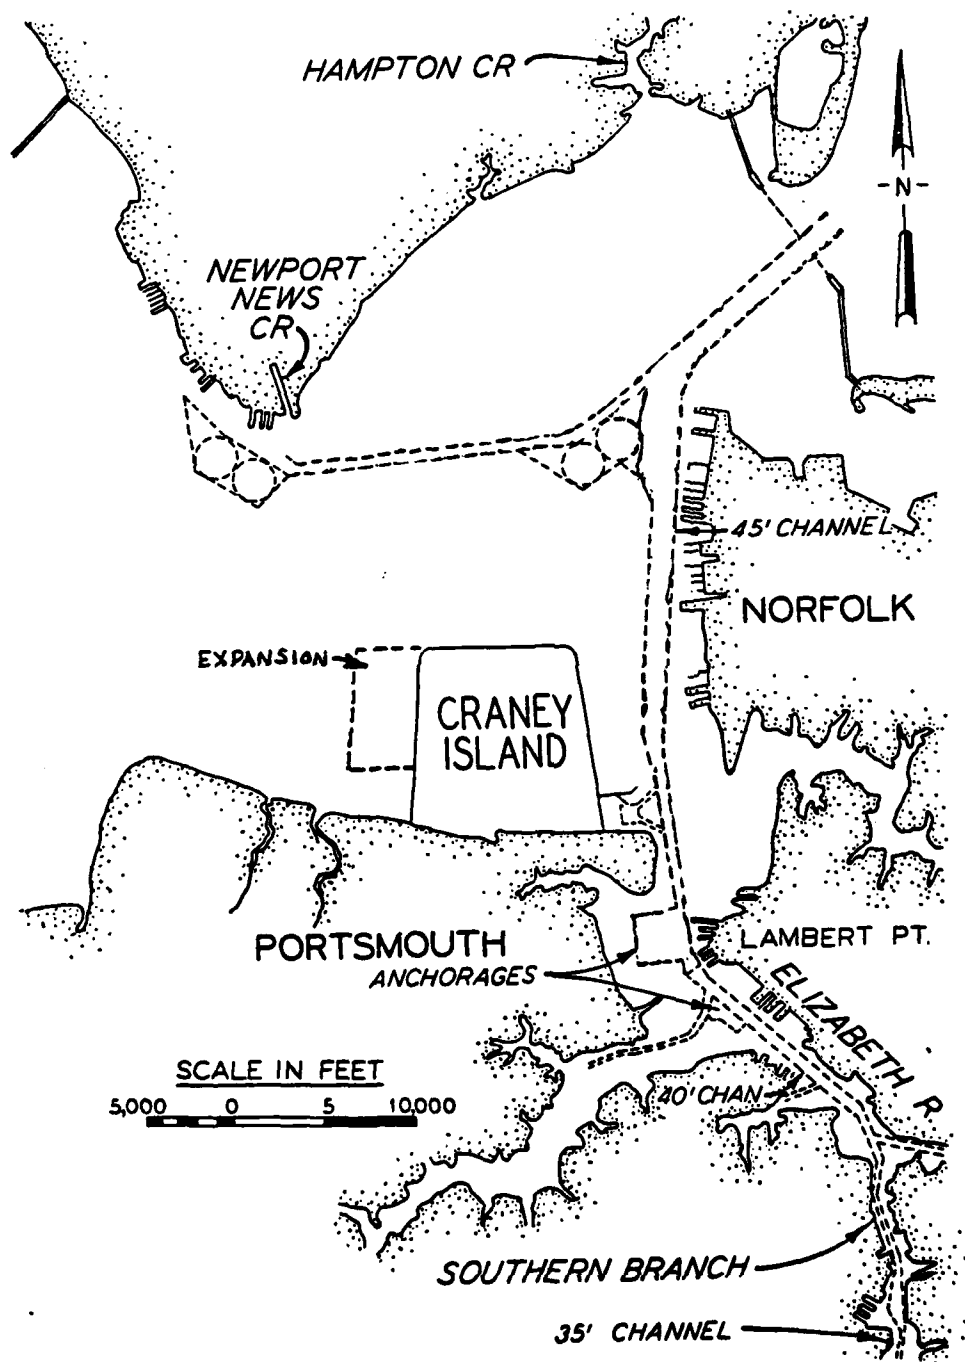 HAMPTON CR
N
NEWPORT
NEWS
CR
45' CHANNEL
NORFOLK
EXPANSION
CRANEY
ISLAND
PORTSMOUTH
LAMBERT PT.
ANCHORAGES
ELIZABETH R
SCALE IN FEET
5,000 0 5 10,000
40' CHAN
SOUTHERN BRANCH
35' CHANNEL